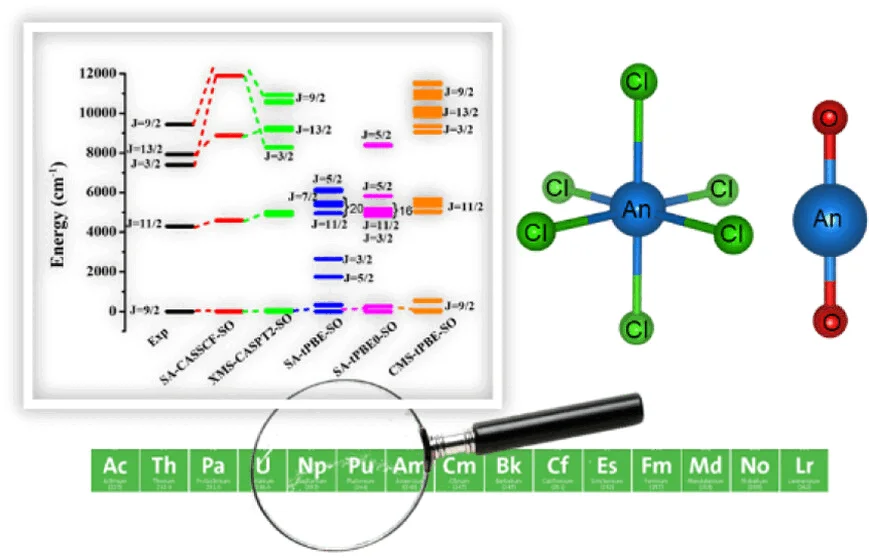 12000
10000
8000
6000
4000
2000
0
Energy (cm⁻¹)
J=9/2
J=13/2
J=3/2
J=11/2
J=9/2
J=9/2
J=13/2
J=3/2
J=5/2
J=7/2
20
J=11/2
J=3/2
J=5/2
J=5/2
J=5/2
16
J=11/2
J=3/2
J=9/2
J=13/2
J=3/2
J=11/2
J=9/2
Exp
SA-CASSCF-SO
XMS-CASPT2-SO
SA-tPBE-SO
SA-tPBE0-SO
CMS-tPBE-SO
Cl
Cl
Cl
An
Cl
Cl
Cl
O
An
O
Ac Th Pa U Np Pu Am Cm Bk Cf Es Fm Md No Lr